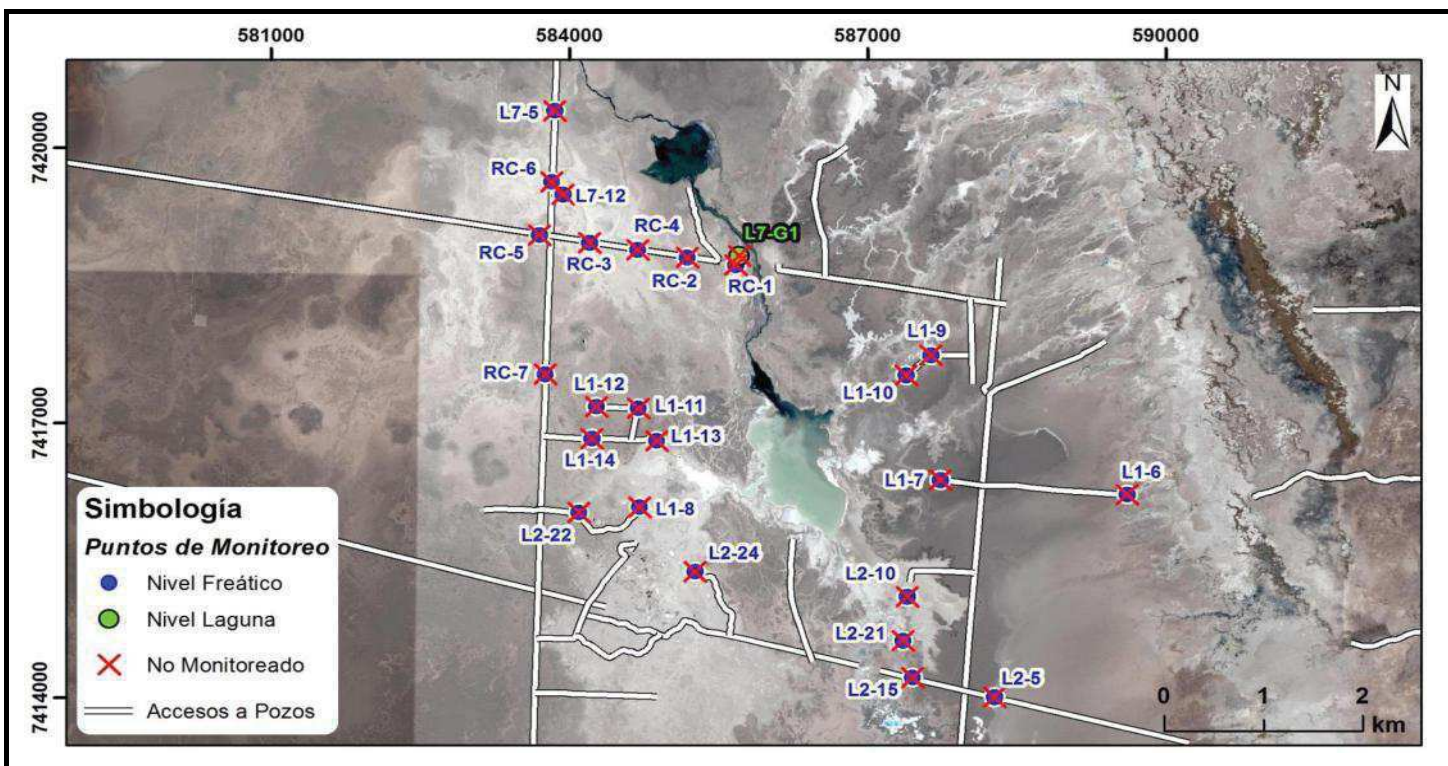 581000
584000
587000
590000
N
7420000
7417000
7414000
L7-5
RC-6
L7-12
RC-4
L7-G1
RC-5
RC-3
RC-2
RC-1
L1-9
RC-7
L1-12
L1-10
L1-11
L1-13
L1-14
L1-7
L1-6
L1-8
L2-22
L2-24
L2-10
L2-21
L2-15
L2-5
Simbología
Puntos de Monitoreo
Nivel Freático
Nivel Laguna
No Monitoreado
Accesos a Pozos
0 1 2
km